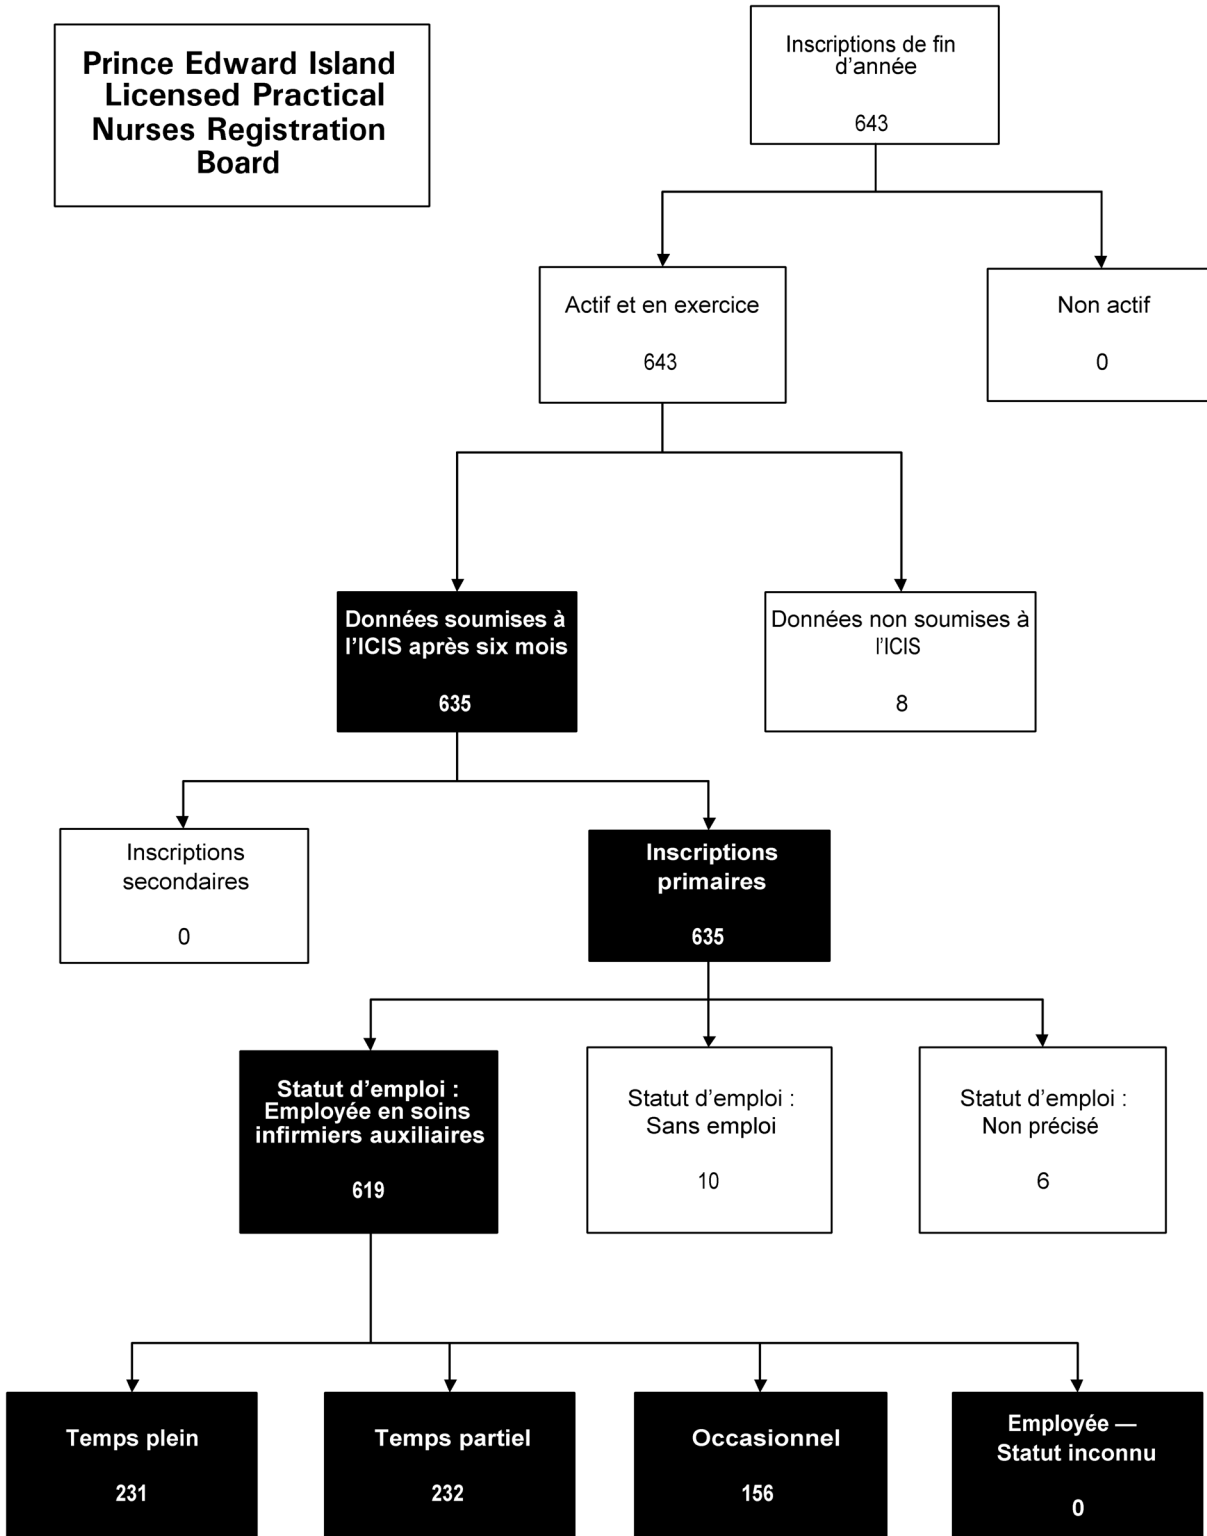 Prince Edward Island
Licensed Practical
Nurses Registration
Board
Inscriptions de fin
d’année
643
Actif et en exercice
643
Non actif
0
Données soumises à
l’ICIS après six mois
635
Données non soumises à
l’ICIS
8
Inscriptions
secondaires
0
Inscriptions
primaires
635
Statut d’emploi :
Employée en soins
infirmiers auxiliaires
619
Statut d’emploi :
Sans emploi
10
Statut d’emploi :
Non précisé
6
Temps plein
231
Temps partiel
232
Occasionnel
156
Employée —
Statut inconnu
0